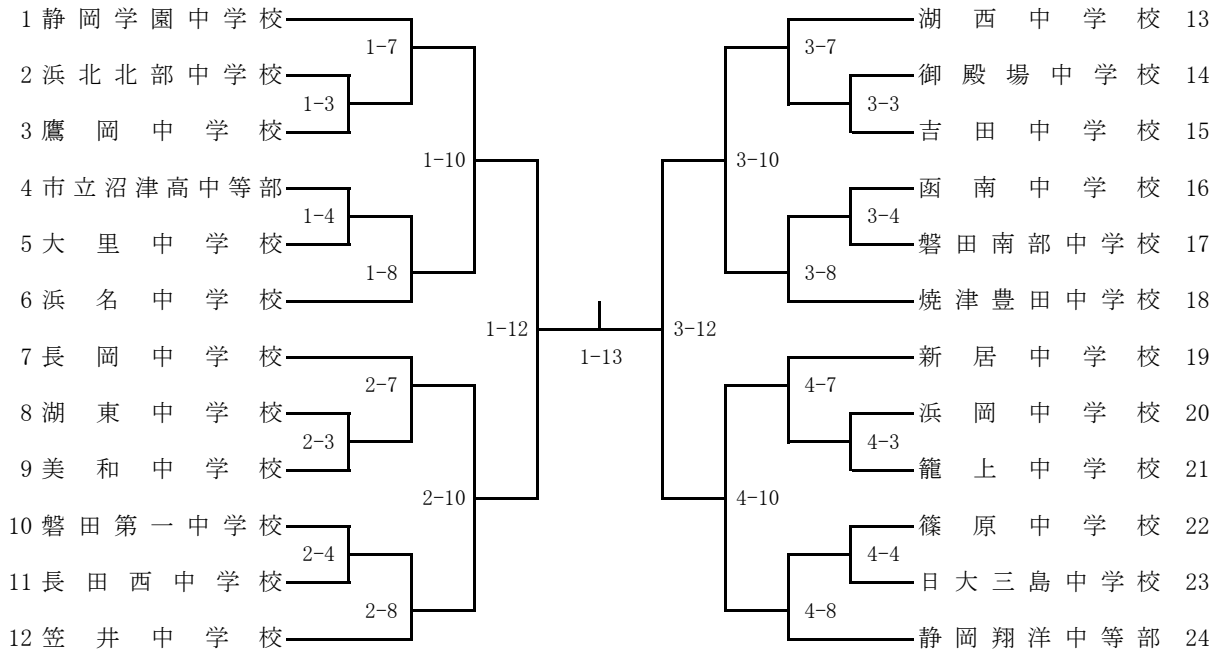 1 静岡学園中学校
1-7
2 浜北北部中学校
1-3
3 鷹岡中学校
1-10
4 市立沼津高中等部
1-4
5 大里中学校
1-8
6 浜名中学校
1-12
7 長岡中学校
2-7
8 湖東中学校
2-3
9 美和中学校
2-10
10 磐田第一中学校
2-4
11 長田西中学校
2-8
12 笠井中学校
1-13
湖西中学校 13
3-7
御殿場中学校 14
3-3
吉田中学校 15
3-10
函南中学校 16
3-4
磐田南部中学校 17
3-8
焼津豊田中学校 18
3-12
新居中学校 19
4-7
浜岡中学校 20
4-3
籠上中学校 21
4-10
篠原中学校 22
4-4
日大三島中学校 23
4-8
静岡翔洋中等部 24